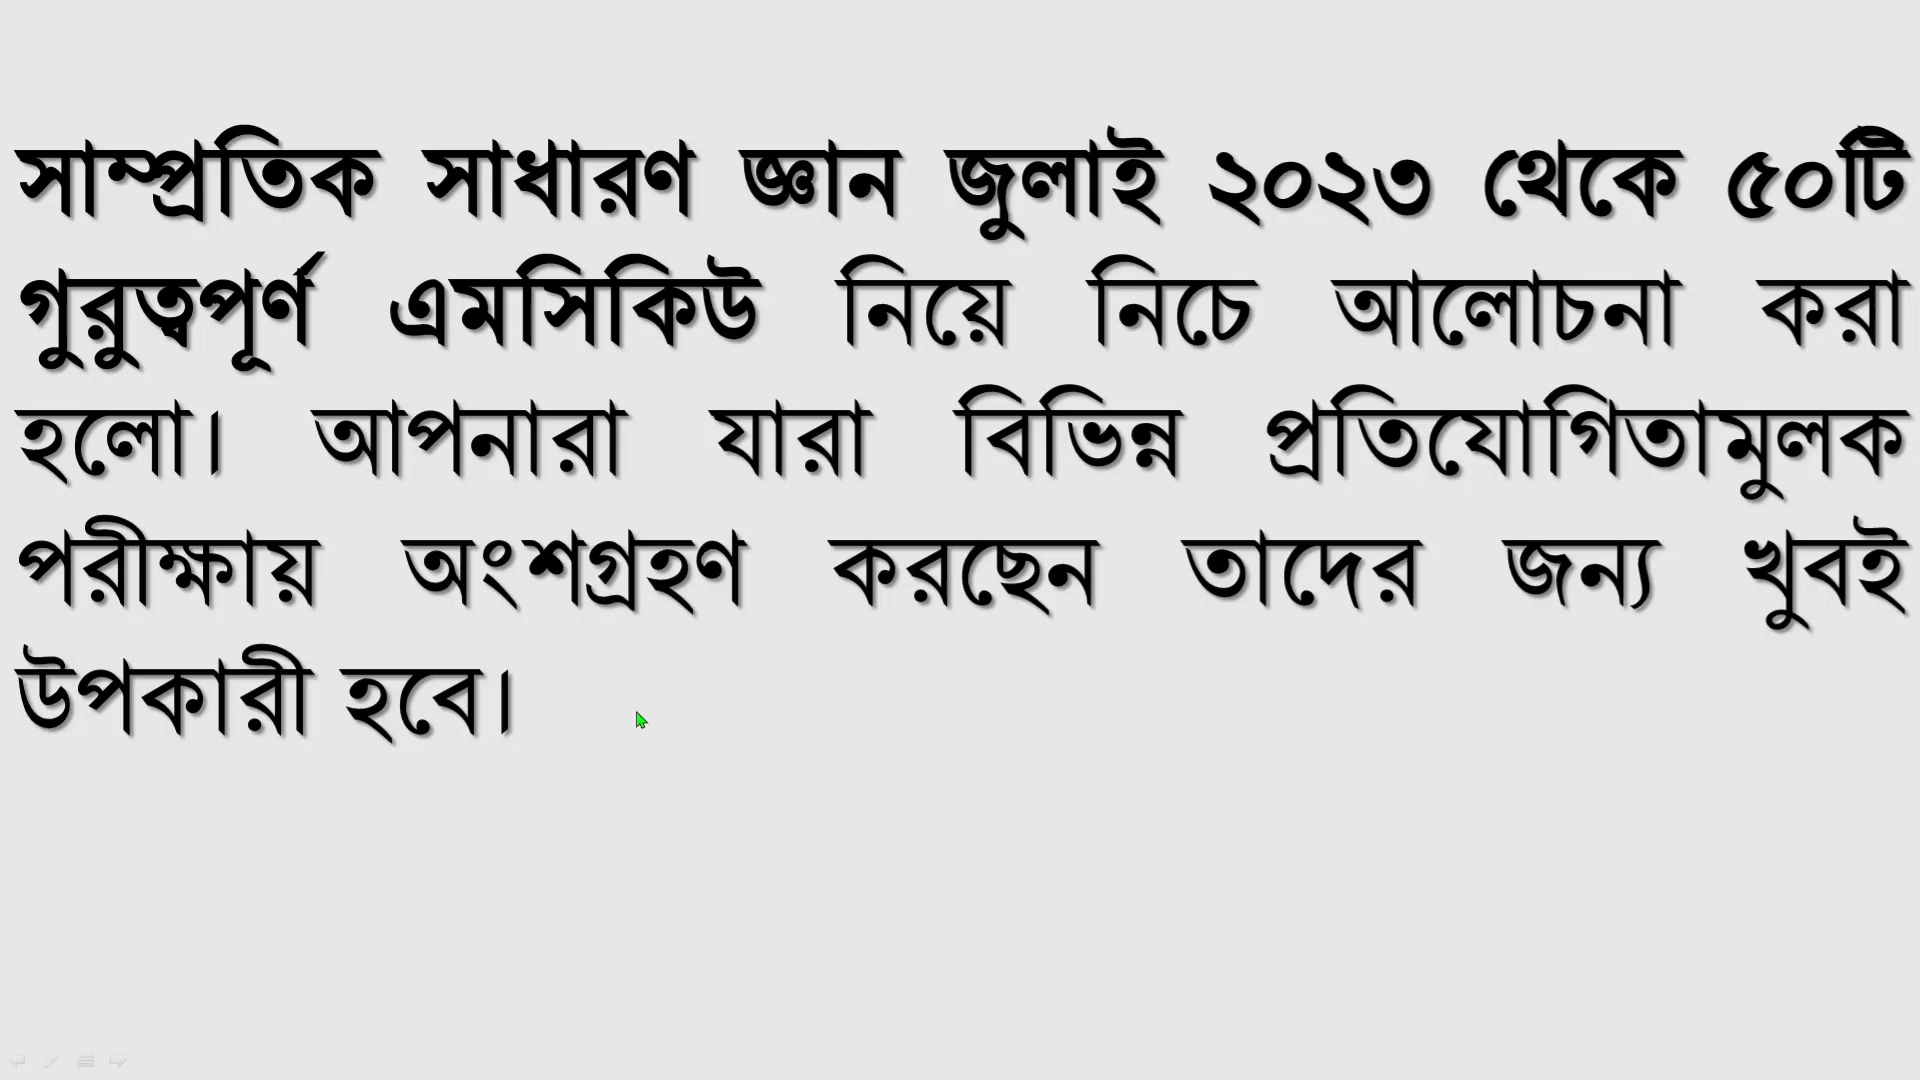 সাম্প্রতিক সাধারণ জ্ঞান জুলাই ২০২৩ থেকে ৫০টি
গুরুত্বপূর্ণ এমসিকিউ নিয়ে নিচে আলোচনা করা
হলো। আপনারা যারা বিভিন্ন প্রতিযোগিতামুলক
পরীক্ষায় অংশগ্রহণ করছেন তাদের জন্য খুবই
উপকারী হবে।